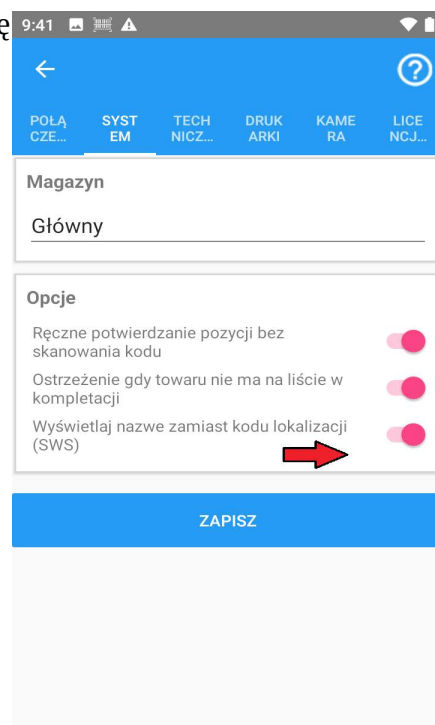 ę
9:41
POŁĄ
CZE...
SYST
EM
TECH
NICZ...
DRUK
ARKI
KAME
RA
LICE
NCJ...
Magazyn
Główny
Opcje
Ręczne potwierdzanie pozycji bez
skanowania kodu
Ostrzeżenie gdy towaru nie ma na liście w
kompletacji
Wyświetlaj nazwe zamiast kodu lokalizacji
(SWS)
ZAPISZ